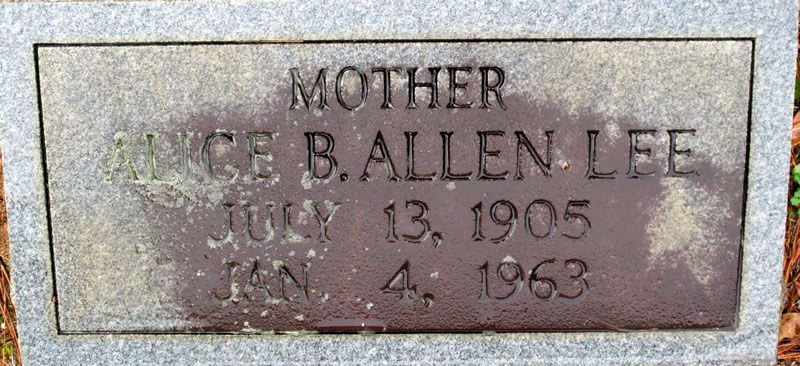 MOTHER
ALICE B. ALLEN LEE
JULY 13, 1905
JAN. 4, 1963